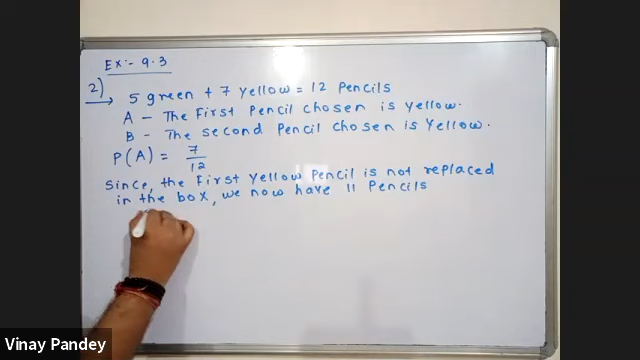 Ex:- 9.3
2) 5 green + 7 yellow = 12 Pencils
A - The First Pencil chosen is yellow.
B - The second Pencil chosen is Yellow.
P(A) = 7/12
Since, the First yellow Pencil is not replaced
in the box, we now have 11 Pencils
Vinay Pandey